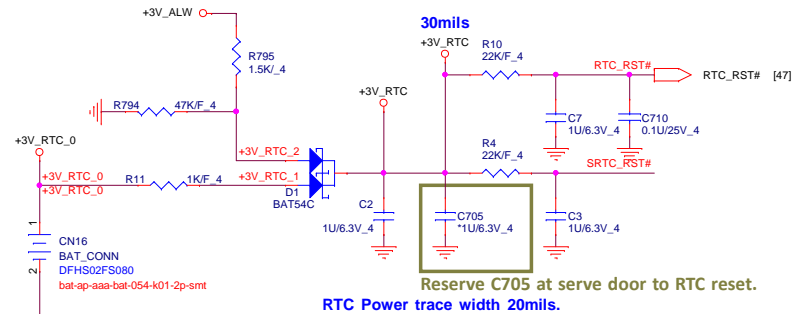 +3V_ALW
30mils
+3V_RTC
R10
22K/F_4
RTC_RST#
RTC_RST# [47]
R795
1.5K/_4
+3V_RTC
R794
47K/F_4
C7
1U/6.3V_4
C710
0.1U/25V_4
+3V_RTC_0
+3V_RTC_2
R4
22K/F_4
SRTC_RST#
+3V_RTC_0
+3V_RTC_0
R11
1K/F_4
+3V_RTC_1
D1
BAT54C
C2
1U/6.3V_4
C705
*1U/6.3V_4
C3
1U/6.3V_4
1
CN16
BAT_CONN
DFHS02FS080
2
bat-ap-aaa-bat-054-k01-2p-smt
Reserve C705 at serve door to RTC reset.
RTC Power trace width 20mils.